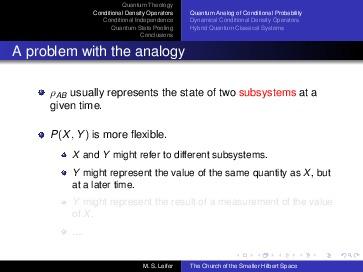 Quantum Theology
Conditional Density Operators
Conditional Independence
Quantum State Pooling
Conclusions
Quantum Analog of Conditional Probability
Dynamical Conditional Density Operators
Hybrid Quantum-Classical Systems
A problem with the analogy
ρAB usually represents the state of two subsystems at a
given time.
P(X, Y) is more flexible.
X and Y might refer to different subsystems.
Y might represent the value of the same quantity as X, but
at a later time.
Y might represent the result of a measurement of the value
of X.
....
M. S. Leifer
The Church of the Smaller Hilbert Space